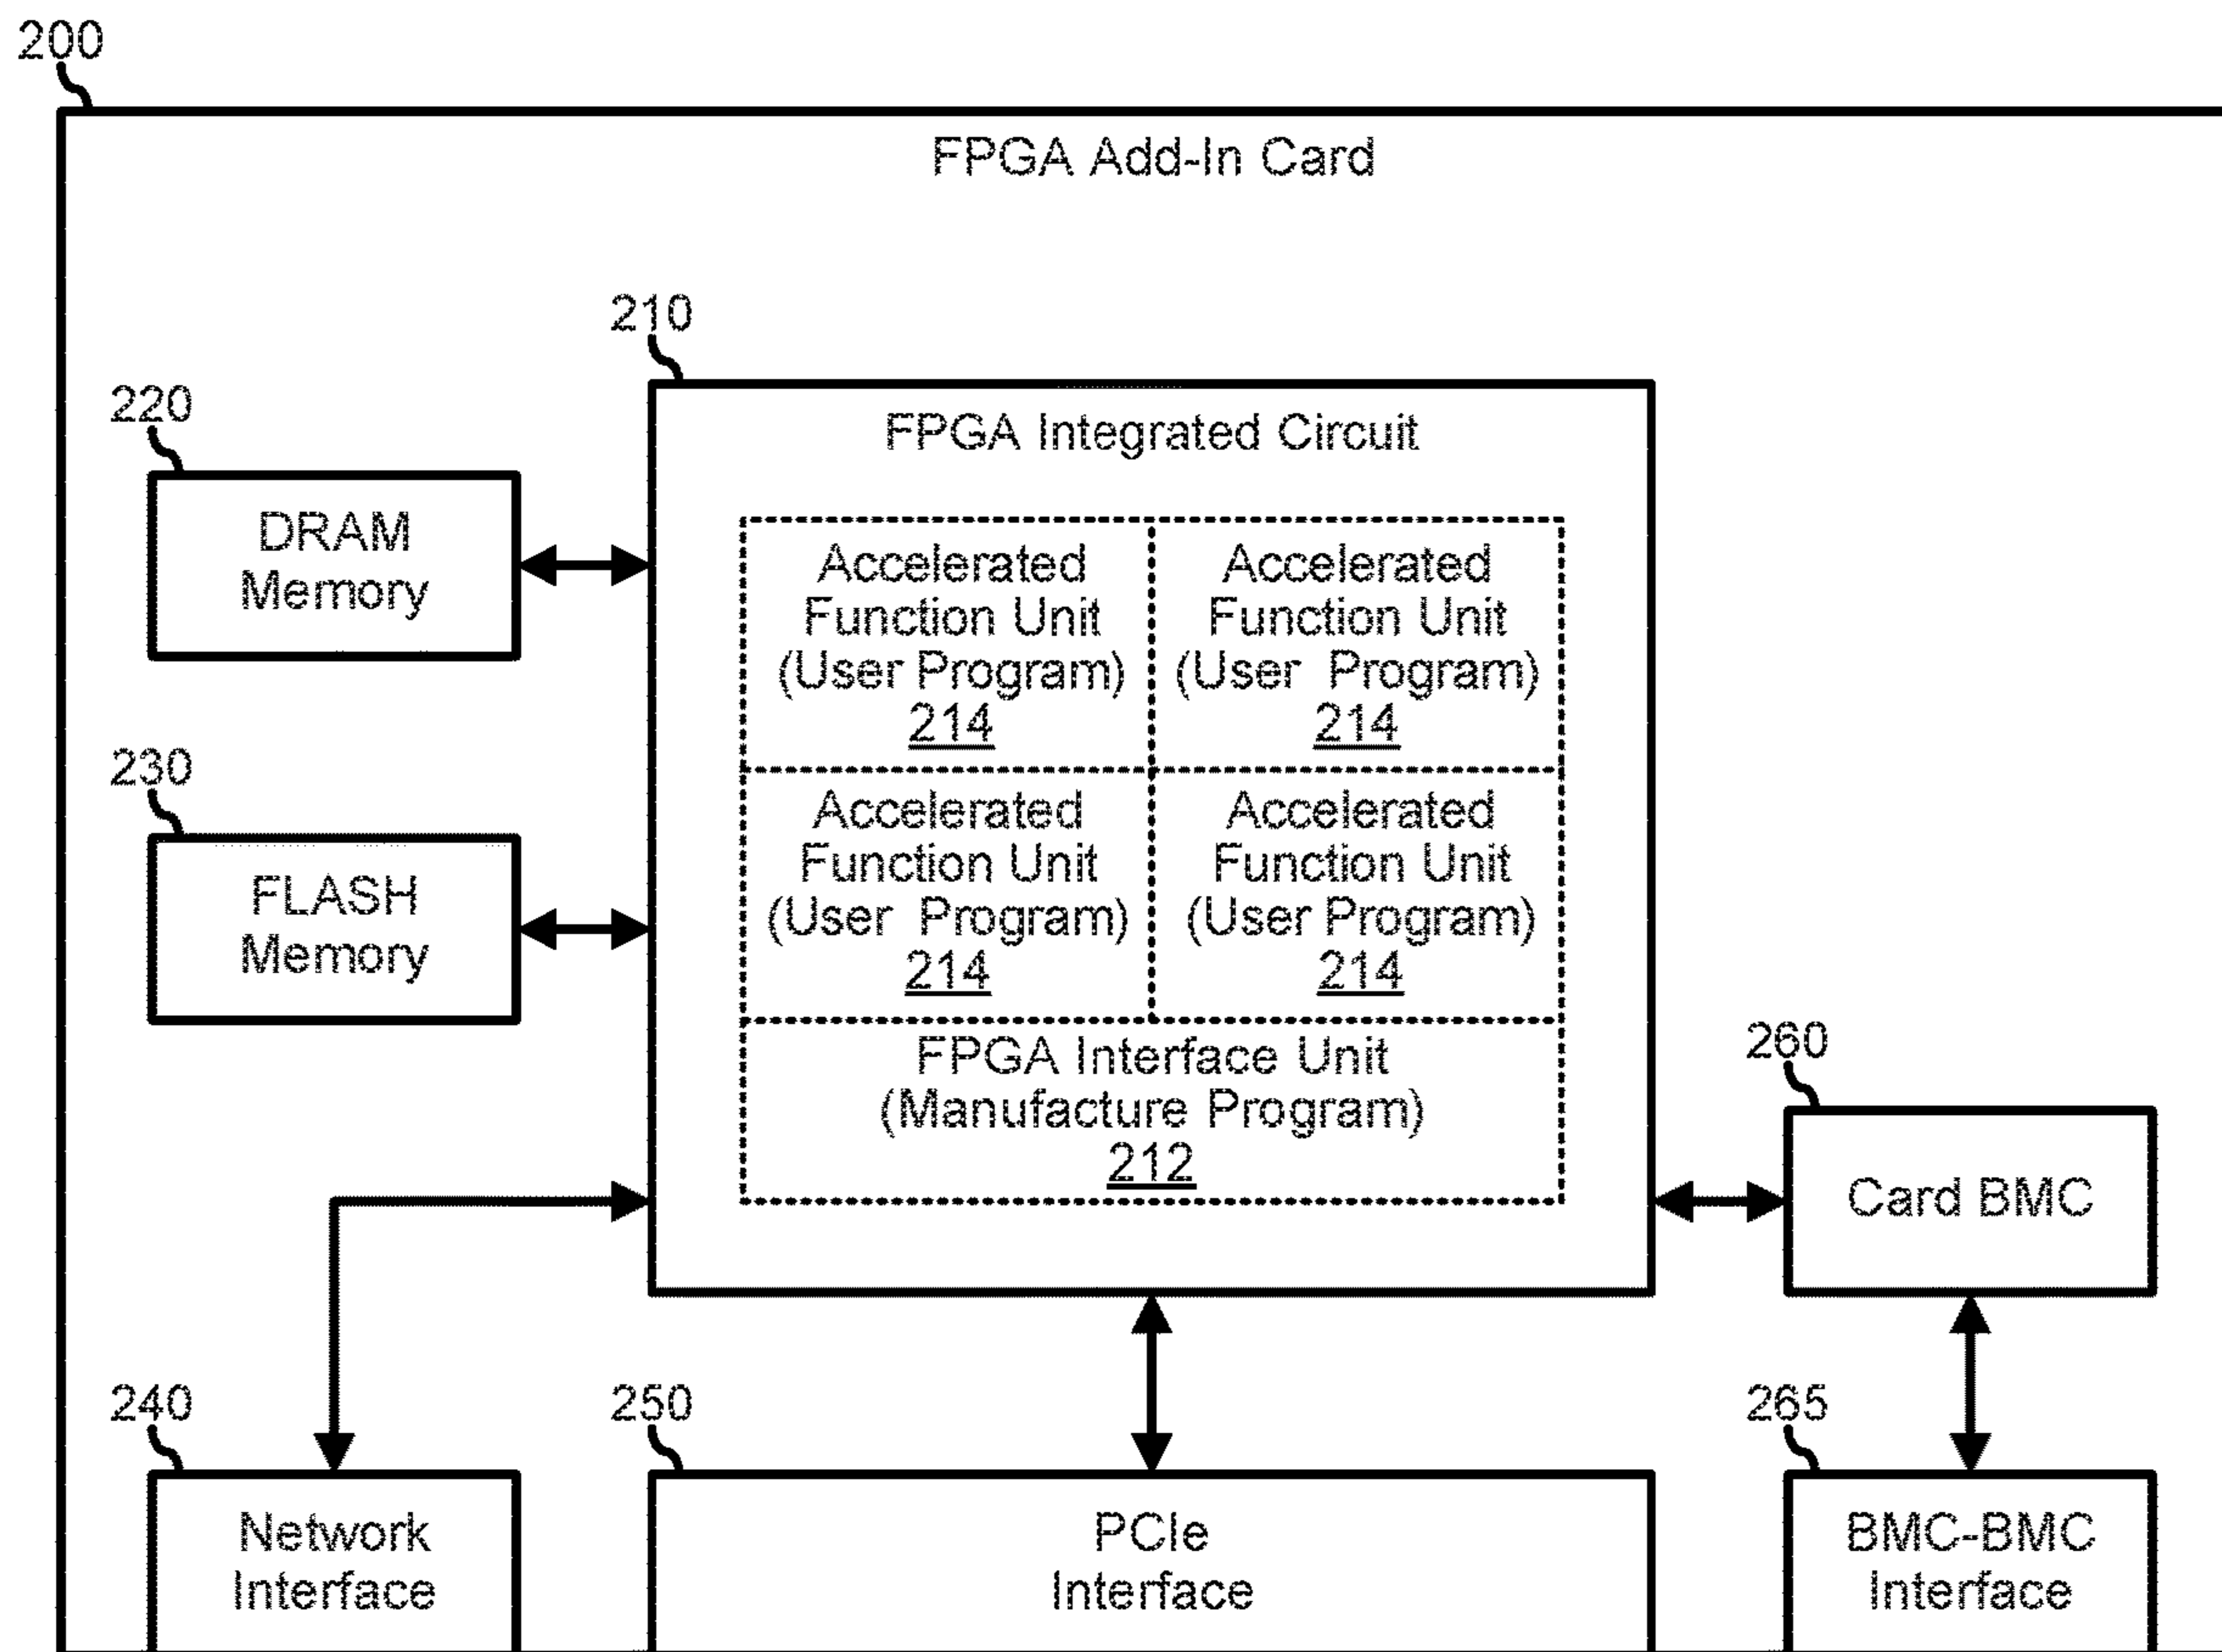 200
FPGA Add-In Card
210
FPGA Integrated Circuit
220
DRAM
Memory
Accelerated
Function Unit
(User Program)
214
Accelerated
Function Unit
(User Program)
214
230
FLASH
Memory
Accelerated
Function Unit
(User Program)
214
Accelerated
Function Unit
(User Program)
214
FPGA Interface Unit
(Manufacture Program)
212
260
Card BMC
240
Network
Interface
250
PCIe
Interface
265
BMC-BMC
Interface